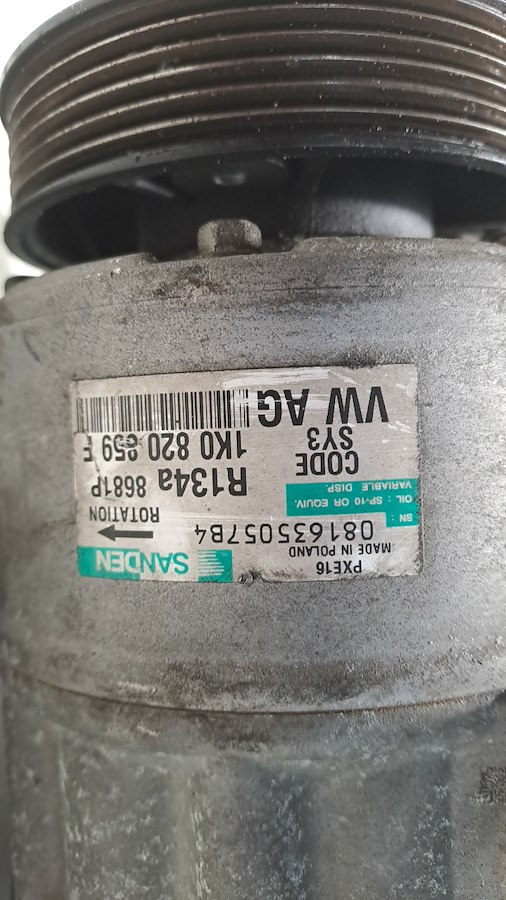 SANDEN
PXE16
MADE IN POLAND
SN
081635057B4
OIL : SP-10 OR EQUIV.
VARIABLE DISP.
ROTATION
R134a 8681P
CODE
SY3
1K0 820 859 F
VW AG